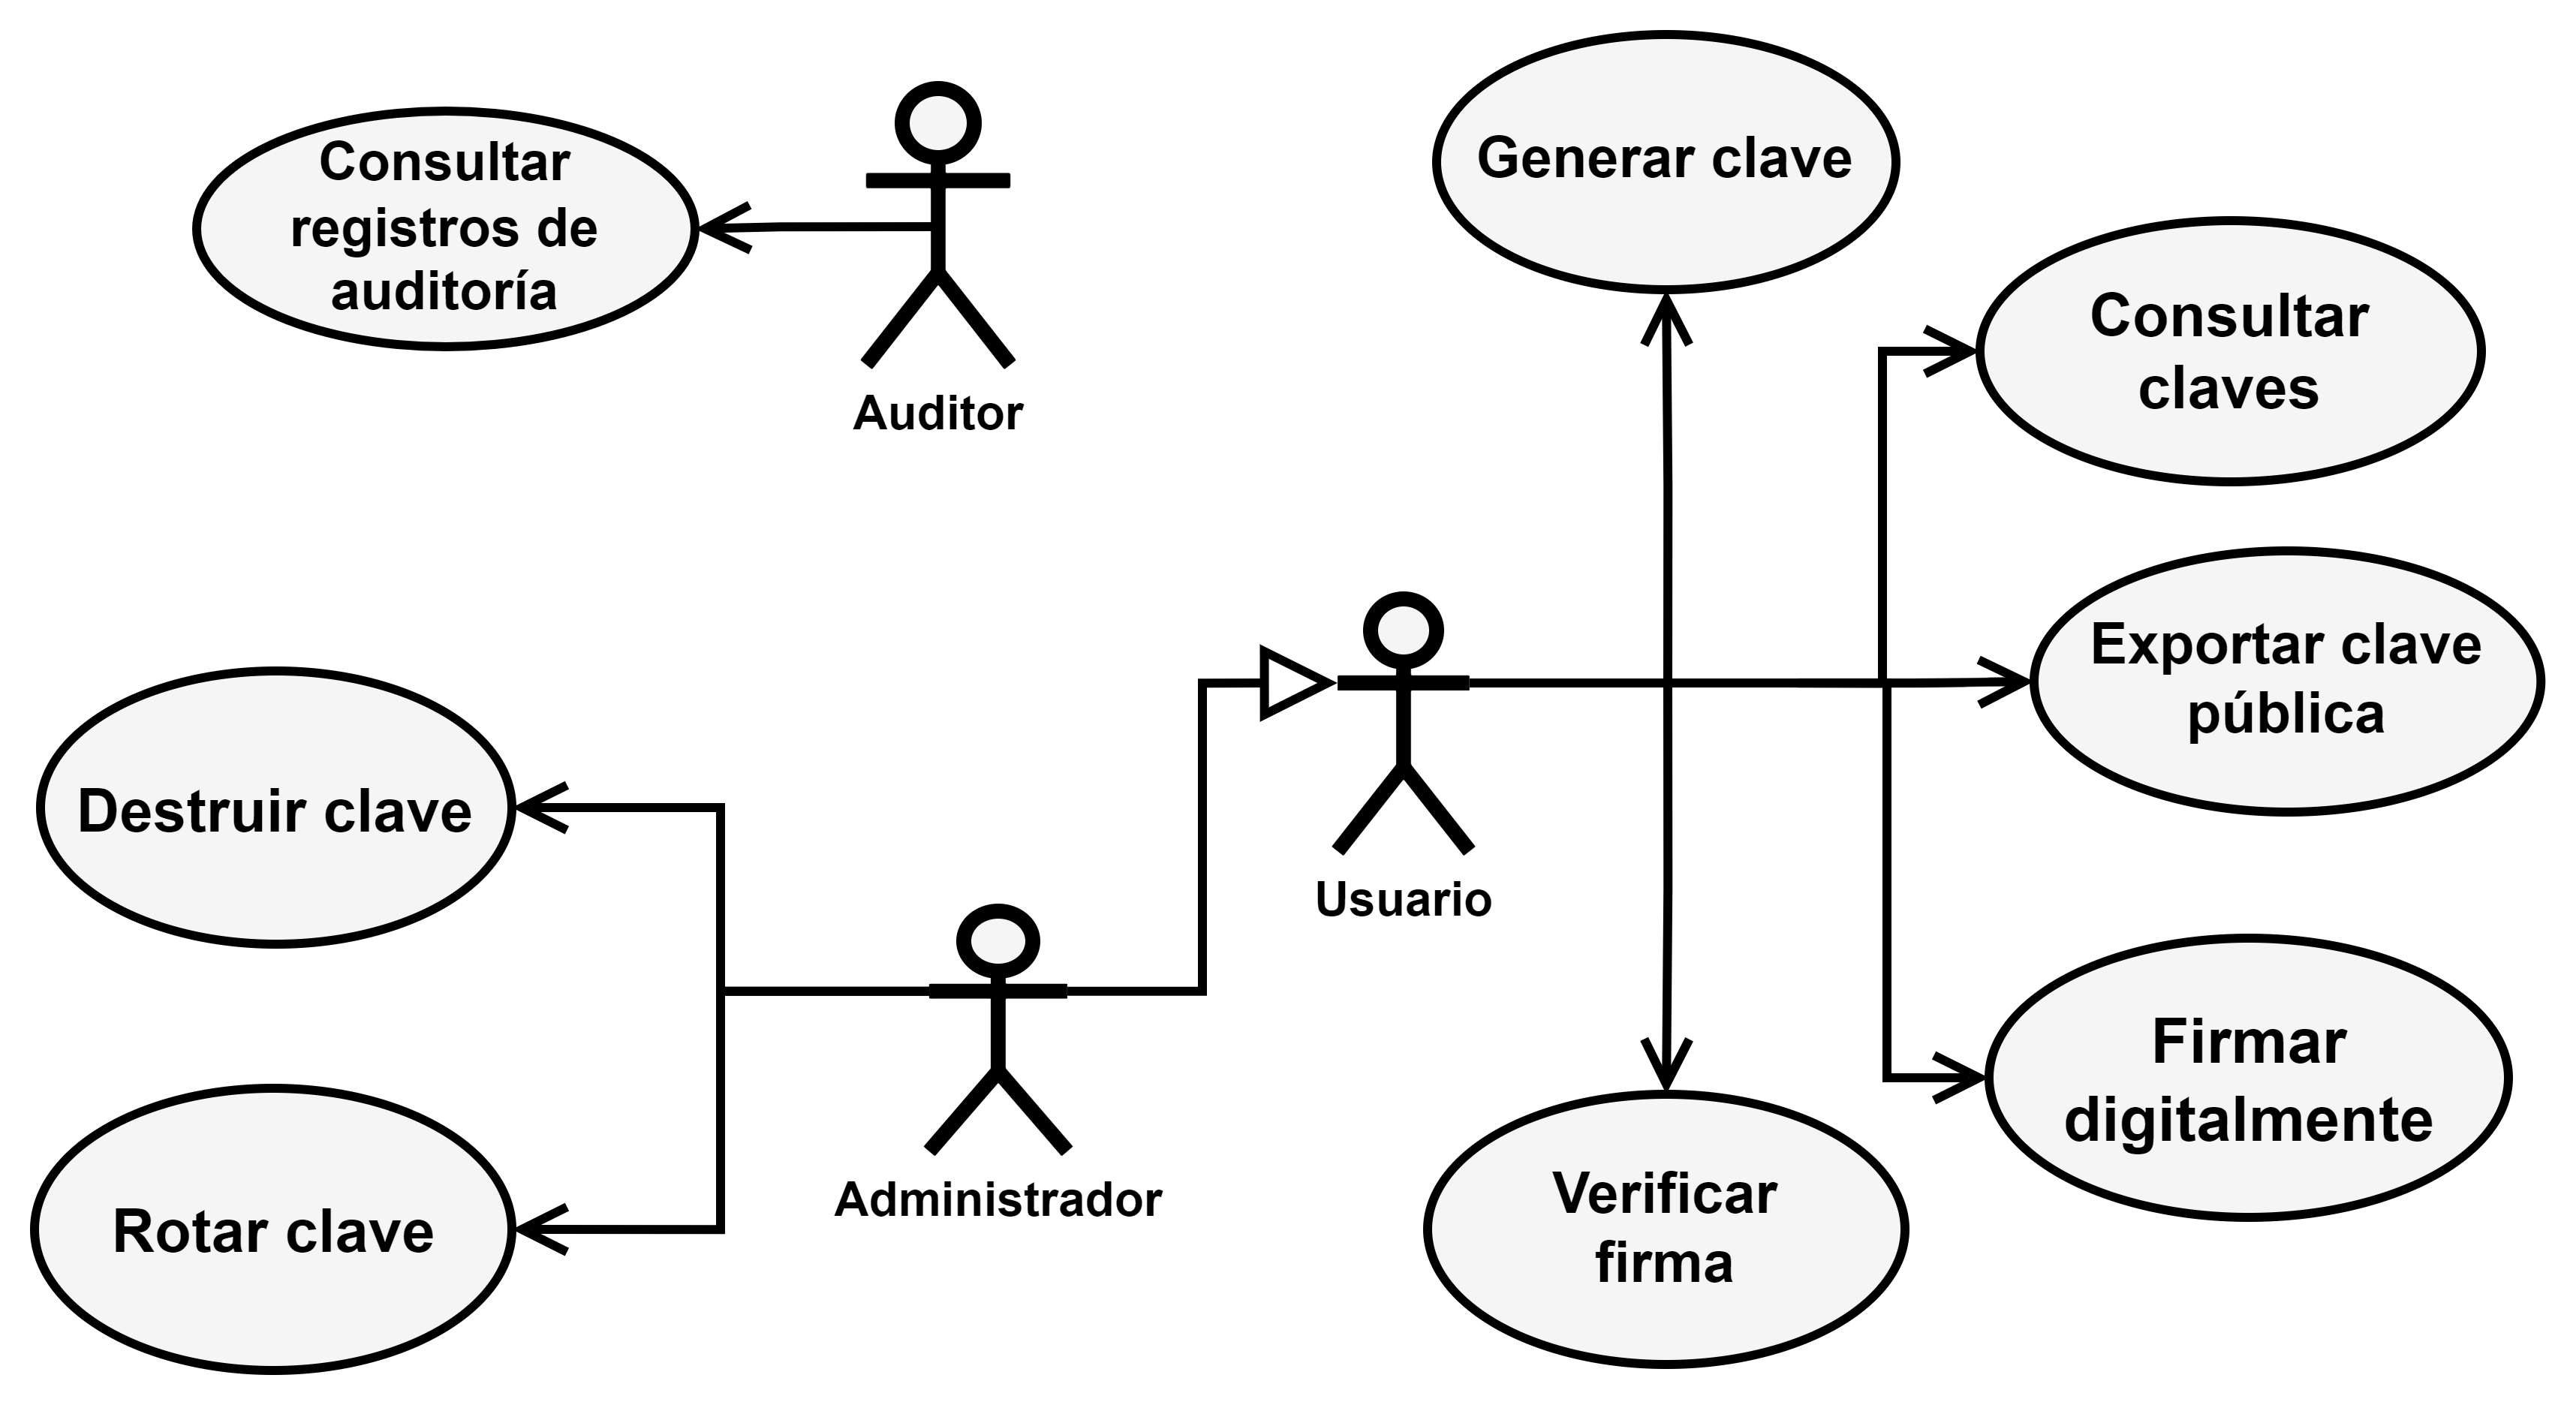 Consultar
registros de
auditoría
Auditor
Generar clave
Consultar
claves
Exportar clave
pública
Usuario
Destruir clave
Administrador
Rotar clave
Firmar
digitalmente
Verificar
firma